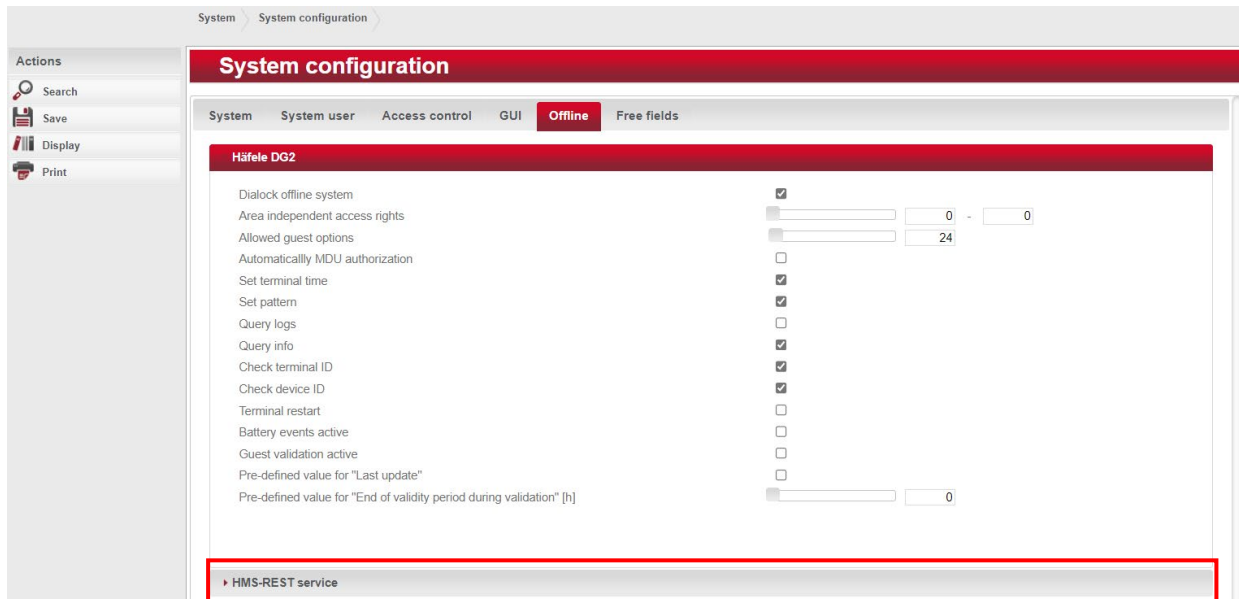 System System configuration
Actions
Search
Save
Display
Print
System configuration
System System user Access control GUI Offline Free fields
Häfele DG2
Dialock offline system
Area independent access rights 0 - 0
Allowed guest options 24
Automaticallly MDU authorization
Set terminal time
Set pattern
Query logs
Query info
Check terminal ID
Check device ID
Terminal restart
Battery events active
Guest validation active
Pre-defined value for "Last update"
Pre-defined value for "End of validity period during validation" [h] 0
HMS-REST service